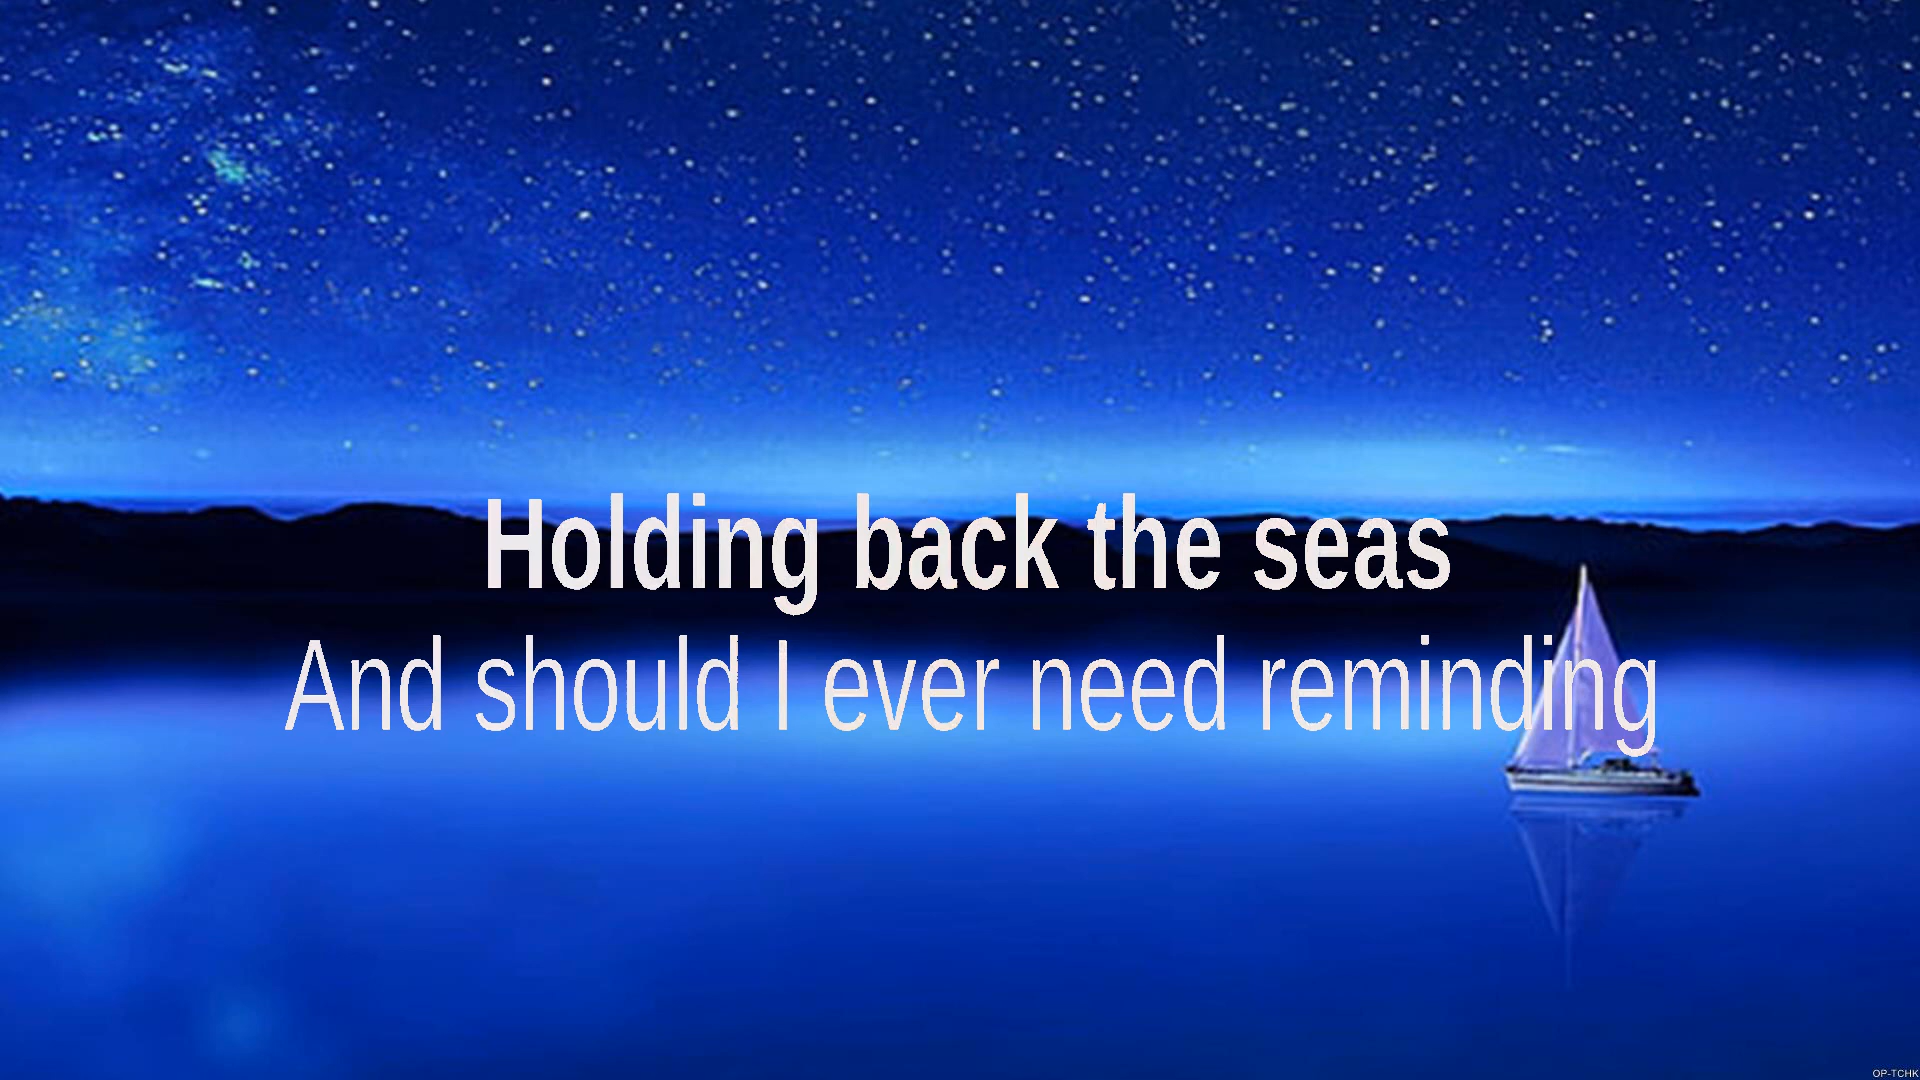 Holding back the seas
And should I ever need reminding
OP-TCHK